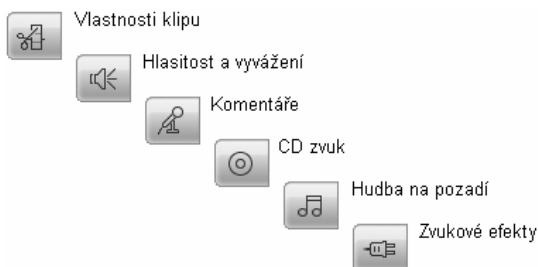 Vlastnosti klipu
Hlasitost a vyvážení
Komentáře
CD zvuk
Hudba na pozadí
Zvukové efekty